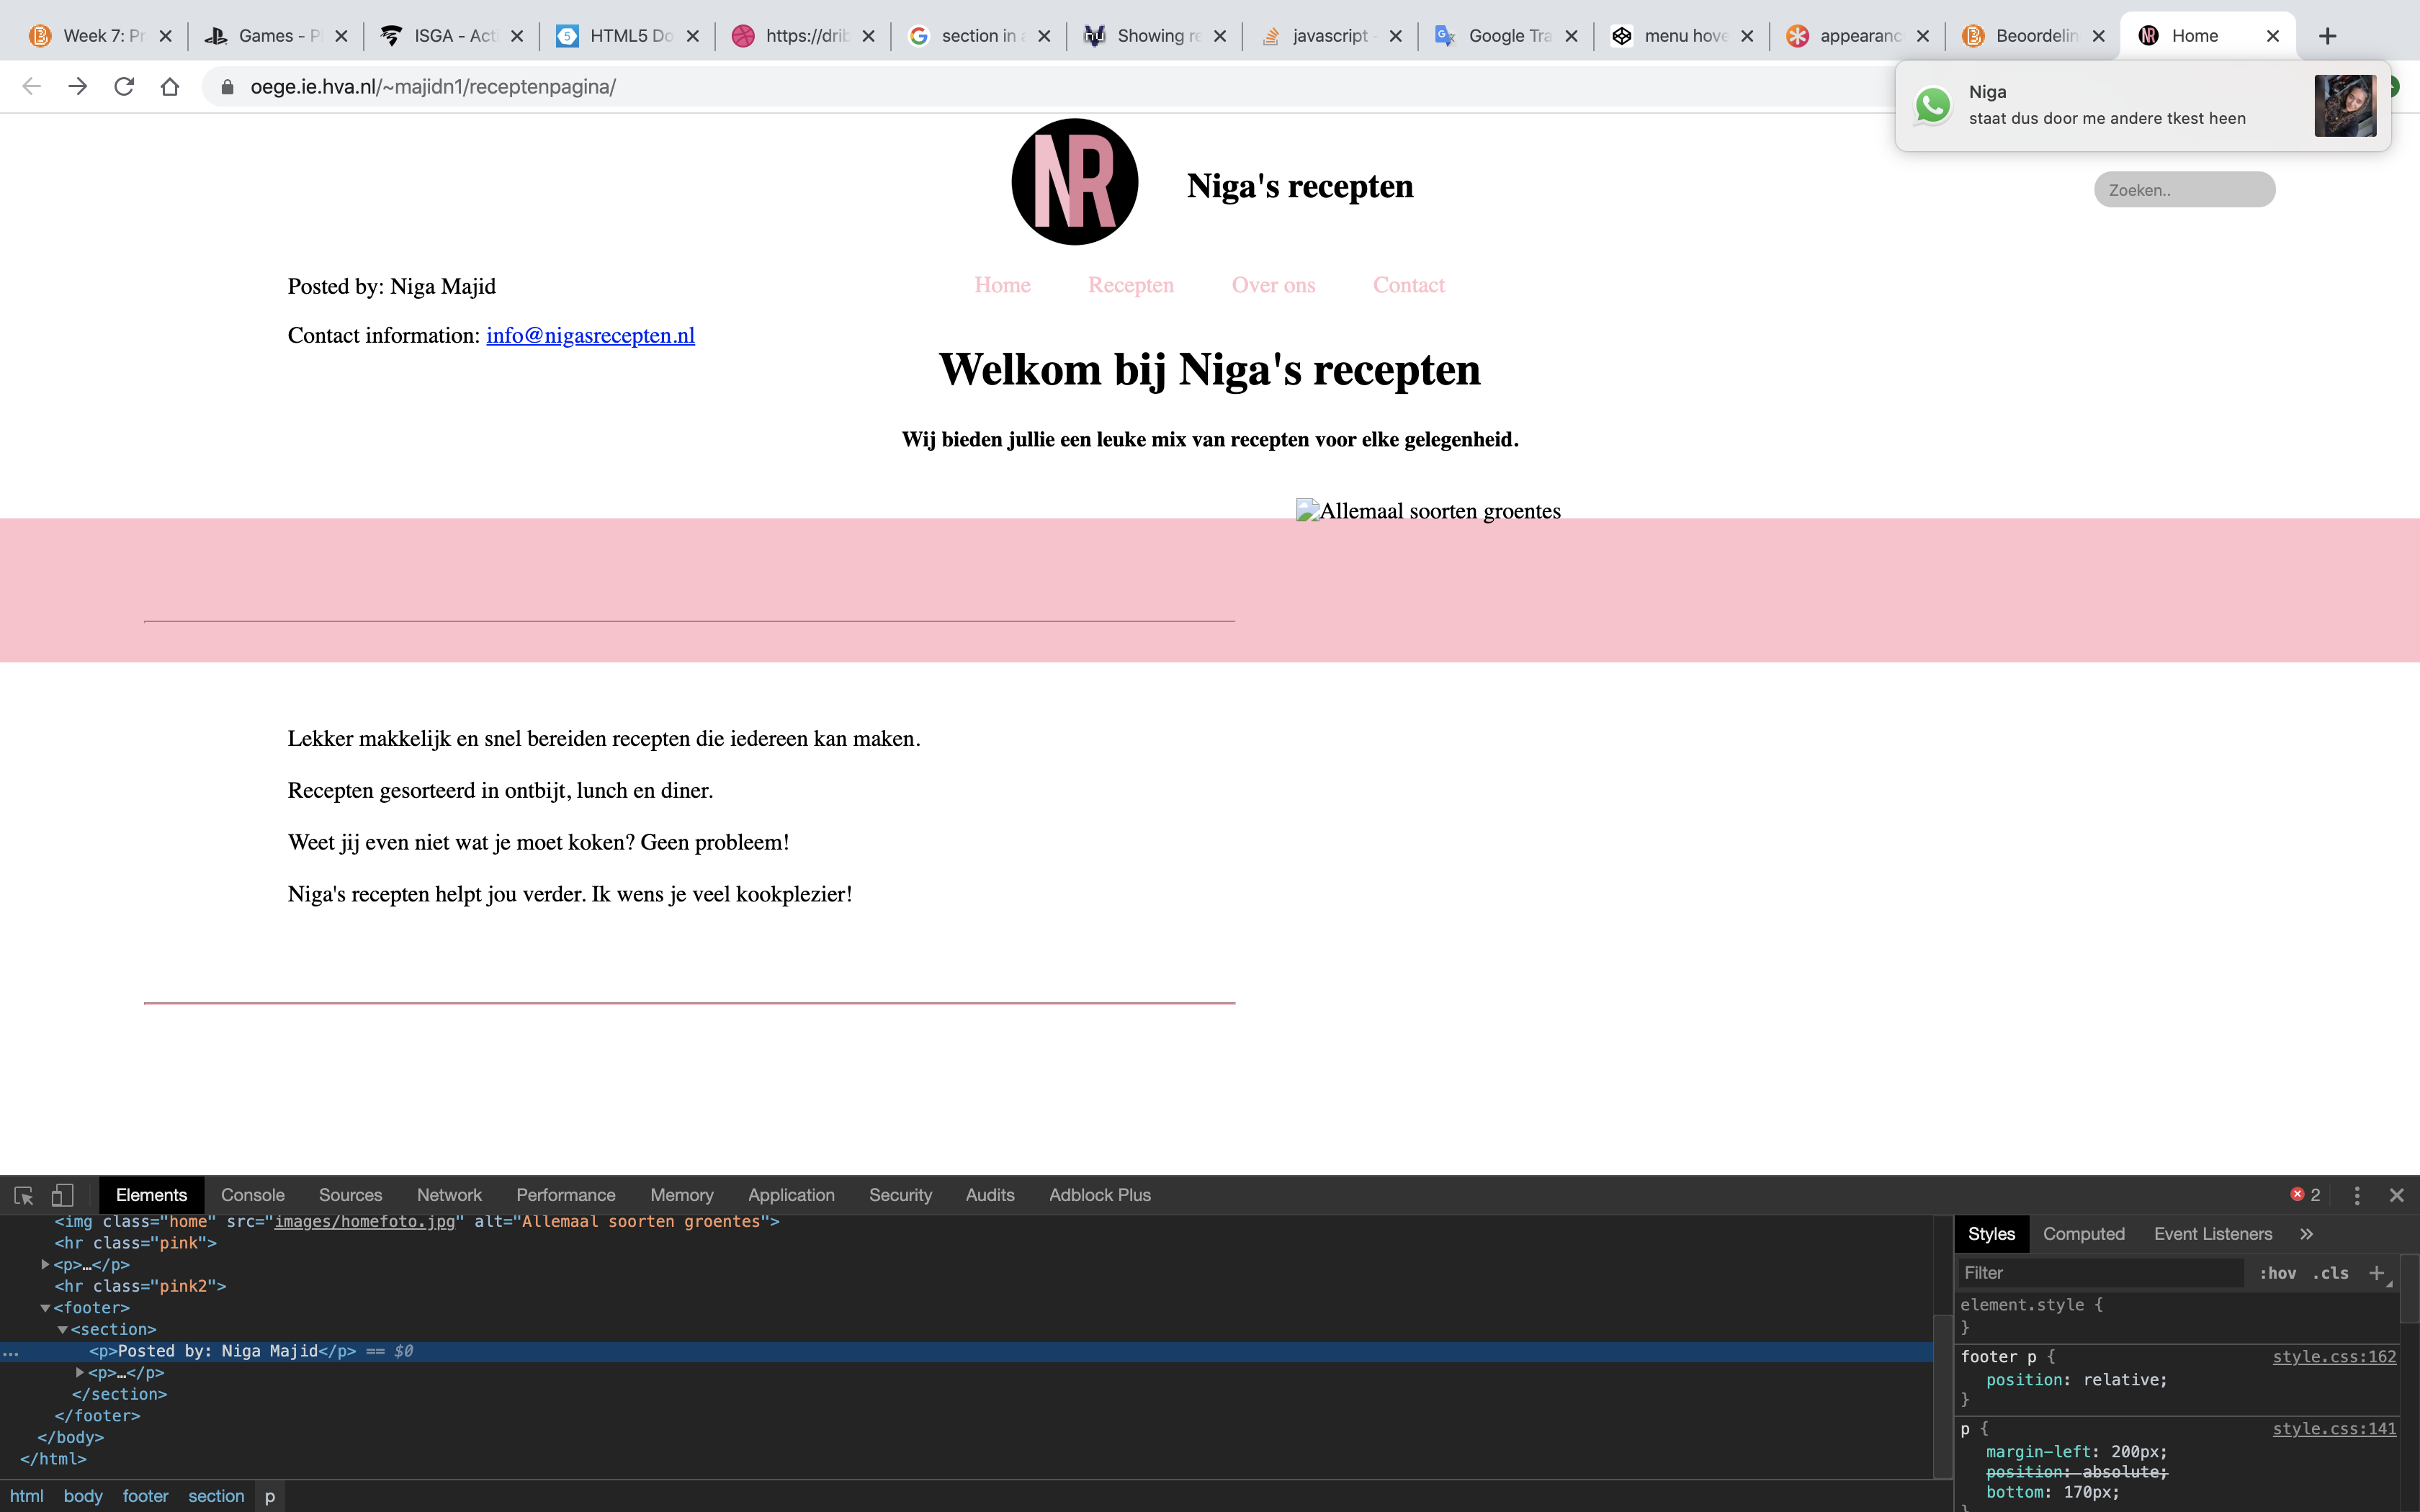 Week 7: Pr
Games - P
ISGA - Acti
HTML5 Do
https://drib
section in a
Showing re
javascript -
Google Tra
menu hove
appearanc
Beoordelin
Home
oege.ie.hva.nl/~majidn1/receptenpagina/
Niga
staat dus door me andere tkest heen
NR
Niga's recepten
Zoeken..
Home Recepten Over ons Contact
Posted by: Niga Majid
Contact information: info@nigasrecepten.nl
Welkom bij Niga's recepten
Wij bieden jullie een leuke mix van recepten voor elke gelegenheid.
Allemaal soorten groentes
Lekker makkelijk en snel bereiden recepten die iedereen kan maken.
Recepten gesorteerd in ontbijt, lunch en diner.
Weet jij even niet wat je moet koken? Geen probleem!
Niga's recepten helpt jou verder. Ik wens je veel kookplezier!
Elements Console Sources Network Performance Memory Application Security Audits Adblock Plus 2
<img class="home" src="images/homefoto.jpg" alt="Allemaal soorten groentes">
<hr class="pink">
<p>…</p>
<hr class="pink2">
<footer>
<section>
<p>Posted by: Niga Majid</p> == $0
<p>…</p>
</section>
</footer>
</body>
</html>
html body footer section p
Styles Computed Event Listeners »
Filter :hov .cls +
element.style {
}
footer p { style.css:162
position: relative;
}
p { style.css:141
margin-left: 200px;
position: absolute;
bottom: 170px;
}